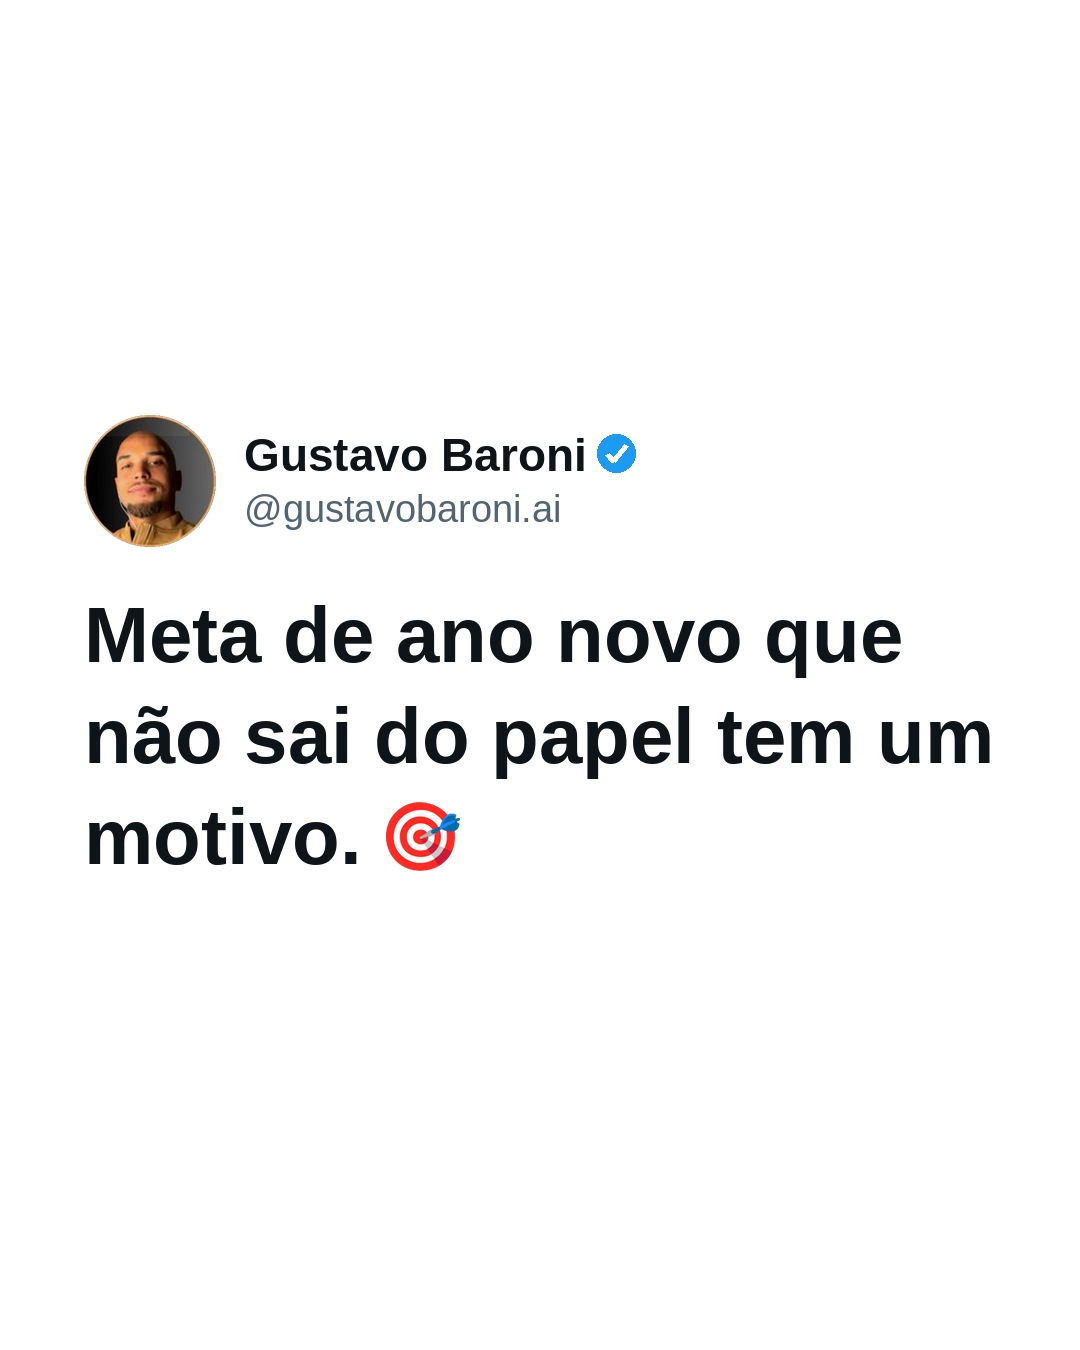 Gustavo Baroni
@gustavobaroni.ai
Meta de ano novo que
não sai do papel tem um
motivo. 🎯